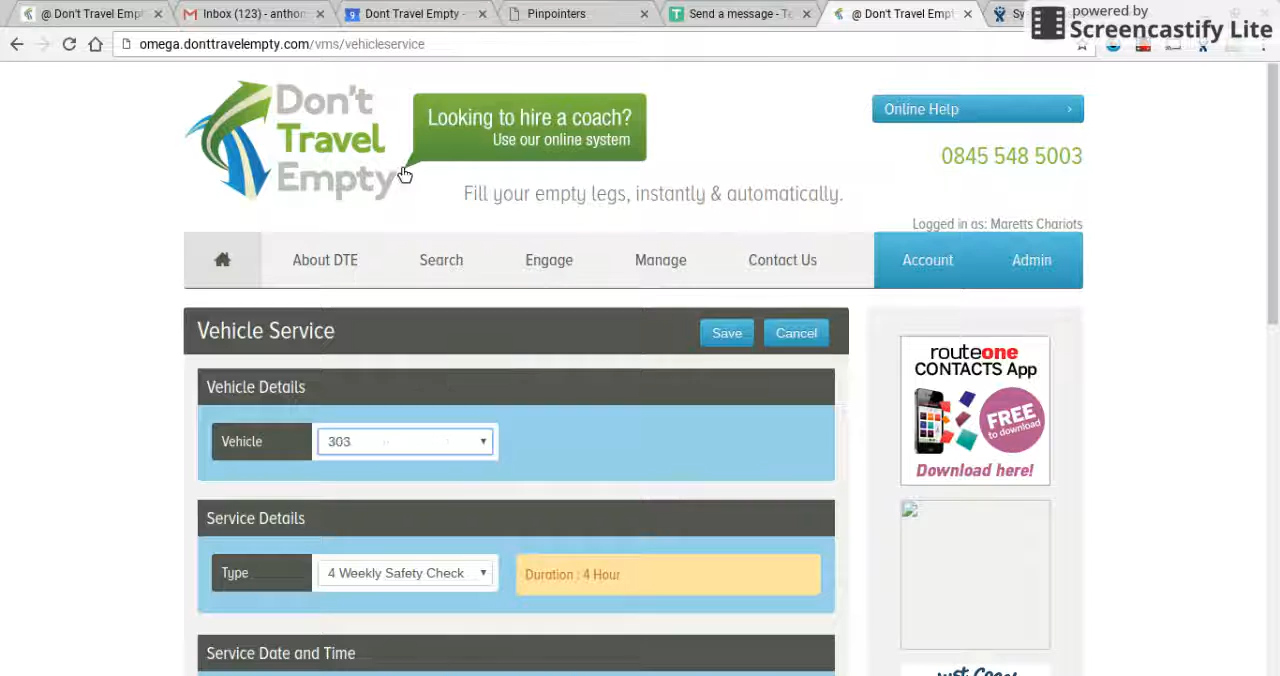 @ Don't Travel Empty
Inbox (123) - anthon
Dont Travel Empty -
Pinpointers
Send a message - Te
@ Don't Travel Empt
Sy
powered by
Screencastify Lite
omega.donttravelempty.com/vms/vehicleservice
Don't
Travel
Empty
Looking to hire a coach?
Use our online system
Online Help
0845 548 5003
Fill your empty legs, instantly & automatically.
Logged in as: Maretts Chariots
About DTE
Search
Engage
Manage
Contact Us
Account
Admin
Vehicle Service
Save
Cancel
Vehicle Details
Vehicle
303
Service Details
Type
4 Weekly Safety Check
Duration : 4 Hour
Service Date and Time
routeone
CONTACTS App
FREE
to download
Download here!